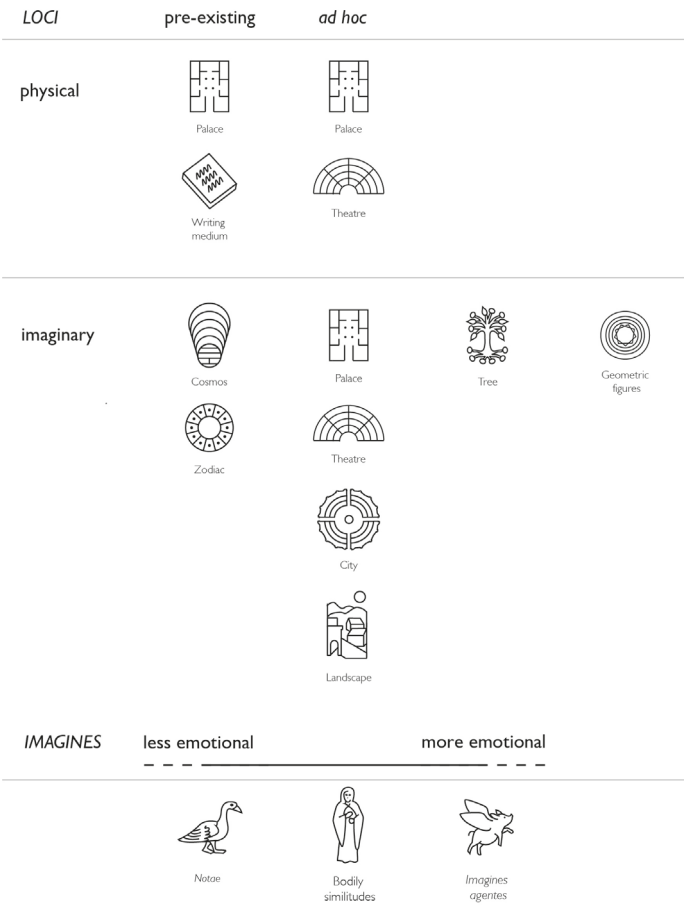 LOCI pre-existing ad hoc
physical
Palace Palace
Writing
medium
Theatre
imaginary
Cosmos Palace Tree Geometric
figures
Zodiac Theatre
City
Landscape
IMAGINES less emotional more emotional
Notae Bodily
similitudes Imagines
agentes